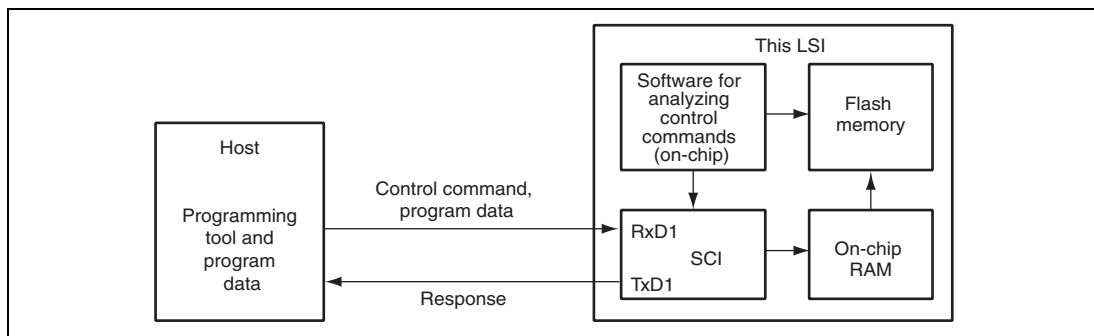 This LSI
Software for
analyzing
control
commands
(on-chip)
Flash
memory
Host
Programming
tool and
program
data
Control command,
program data
Response
RxD1
SCI
TxD1
On-chip
RAM